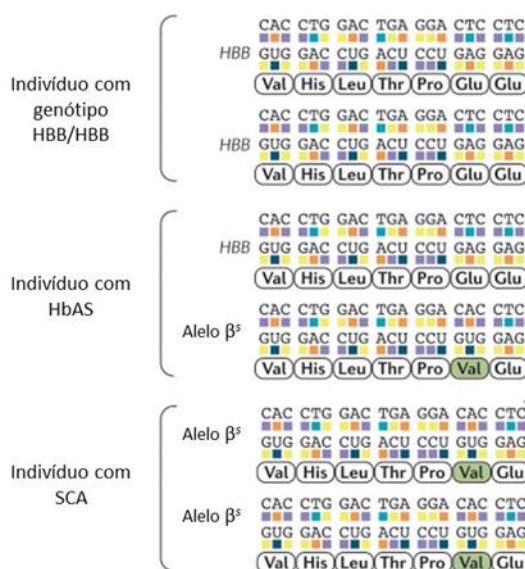 Indivíduo com
genótipo
HBB/HBB
CAC CTG GAC TGA GGA CTC CTC
HBB
GUG GAC CUG ACU CCU GAG GAG
Val His Leu Thr Pro Glu Glu
CAC CTG GAC TGA GGA CTC CTC
HBB
GUG GAC CUG ACU CCU GAG GAG
Val His Leu Thr Pro Glu Glu
Indivíduo com
HbAS
CAC CTG GAC TGA GGA CTC CTC
HBB
GUG GAC CUG ACU CCU GAG GAG
Val His Leu Thr Pro Glu Glu
Alelo βˢ
CAC CTG GAC TGA GGA CAC CTC
GUG GAC CUG ACU CCU GUG GAG
Val His Leu Thr Pro Val Glu
Indivíduo com
SCA
Alelo βˢ
CAC CTG GAC TGA GGA CAC CTC
GUG GAC CUG ACU CCU GUG GAG
Val His Leu Thr Pro Val Glu
Alelo βˢ
CAC CTG GAC TGA GGA CAC CTC
GUG GAC CUG ACU CCU GUG GAG
Val His Leu Thr Pro Val Glu